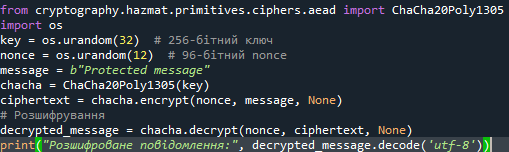 from cryptography.hazmat.primitives.ciphers.aead import ChaCha20Poly1305
import os
key = os.urandom(32)  # 256-бітний ключ
nonce = os.urandom(12)  # 96-бітний nonce
message = b"Protected message"
chacha = ChaCha20Poly1305(key)
ciphertext = chacha.encrypt(nonce, message, None)
# Розшифрування
decrypted_message = chacha.decrypt(nonce, ciphertext, None)
print("Розшифроване повідомлення:", decrypted_message.decode('utf-8'))